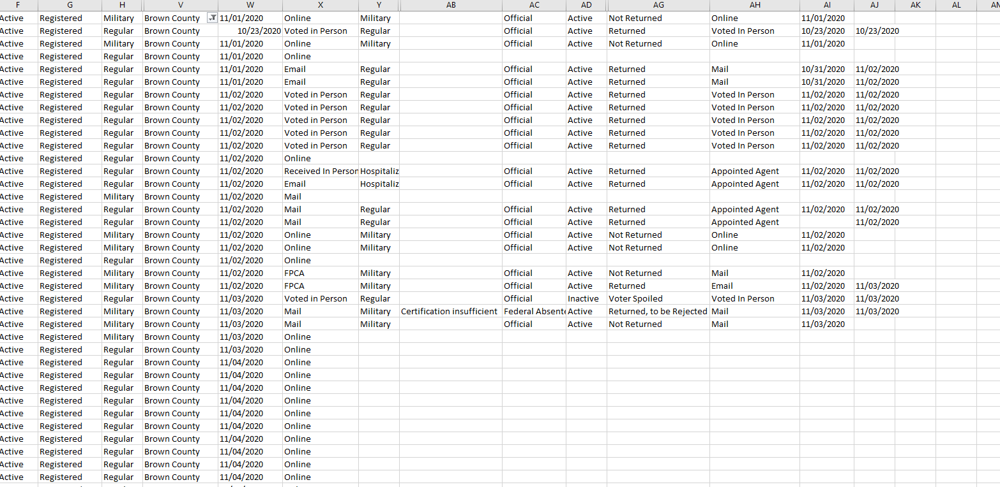 F G H V W X Y AB AC AD AG AH AI AJ AK AL AN
Active Registered Military Brown County 11/01/2020 Online Military Official Active Not Returned Online 11/01/2020
Active Registered Regular Brown County 10/23/2020 Voted in Person Regular Official Active Returned Voted In Person 10/23/2020 10/23/2020
Active Registered Military Brown County 11/01/2020 Online Military Official Active Not Returned Online 11/01/2020
Active Registered Regular Brown County 11/01/2020 Online
Active Registered Regular Brown County 11/01/2020 Email Regular Official Active Returned Mail 10/31/2020 11/02/2020
Active Registered Regular Brown County 11/01/2020 Email Regular Official Active Returned Mail 10/31/2020 11/02/2020
Active Registered Regular Brown County 11/02/2020 Voted in Person Regular Official Active Returned Voted In Person 11/02/2020 11/02/2020
Active Registered Regular Brown County 11/02/2020 Voted in Person Regular Official Active Returned Voted In Person 11/02/2020 11/02/2020
Active Registered Regular Brown County 11/02/2020 Voted in Person Regular Official Active Returned Voted In Person 11/02/2020 11/02/2020
Active Registered Regular Brown County 11/02/2020 Voted in Person Regular Official Active Returned Voted In Person 11/02/2020 11/02/2020
Active Registered Regular Brown County 11/02/2020 Voted in Person Regular Official Active Returned Voted In Person 11/02/2020 11/02/2020
Active Registered Regular Brown County 11/02/2020 Online
Active Registered Regular Brown County 11/02/2020 Received In Person Hospitaliz Official Active Returned Appointed Agent 11/02/2020 11/02/2020
Active Registered Regular Brown County 11/02/2020 Email Hospitaliz Official Active Returned Appointed Agent 11/02/2020 11/02/2020
Active Registered Military Brown County 11/02/2020 Mail
Active Registered Regular Brown County 11/02/2020 Mail Regular Official Active Returned Appointed Agent 11/02/2020 11/02/2020
Active Registered Regular Brown County 11/02/2020 Mail Regular Official Active Returned Appointed Agent 11/02/2020
Active Registered Military Brown County 11/02/2020 Online Military Official Active Not Returned Online 11/02/2020
Active Registered Military Brown County 11/02/2020 Online Military Official Active Not Returned Online 11/02/2020
Active Registered Regular Brown County 11/02/2020 Online
Active Registered Military Brown County 11/02/2020 FPCA Military Official Active Not Returned Mail 11/02/2020
Active Registered Military Brown County 11/02/2020 FPCA Military Official Active Returned Email 11/02/2020 11/03/2020
Active Registered Regular Brown County 11/03/2020 Voted in Person Regular Official Inactive Voter Spoiled Voted In Person 11/03/2020 11/03/2020
Active Registered Military Brown County 11/03/2020 Mail Military Certification insufficient Federal Absente Active Returned, to be Rejected Mail 11/03/2020 11/03/2020
Active Registered Military Brown County 11/03/2020 Mail Military Official Active Not Returned Mail 11/03/2020
Active Registered Military Brown County 11/03/2020 Online
Active Registered Regular Brown County 11/03/2020 Online
Active Registered Regular Brown County 11/04/2020 Online
Active Registered Regular Brown County 11/04/2020 Online
Active Registered Regular Brown County 11/04/2020 Online
Active Registered Regular Brown County 11/04/2020 Online
Active Registered Regular Brown County 11/04/2020 Online
Active Registered Regular Brown County 11/04/2020 Online
Active Registered Regular Brown County 11/04/2020 Online
Active Registered Regular Brown County 11/04/2020 Online
Active Registered Regular Brown County 11/04/2020 Online
Active Registered Regular Brown County 11/04/2020 Online